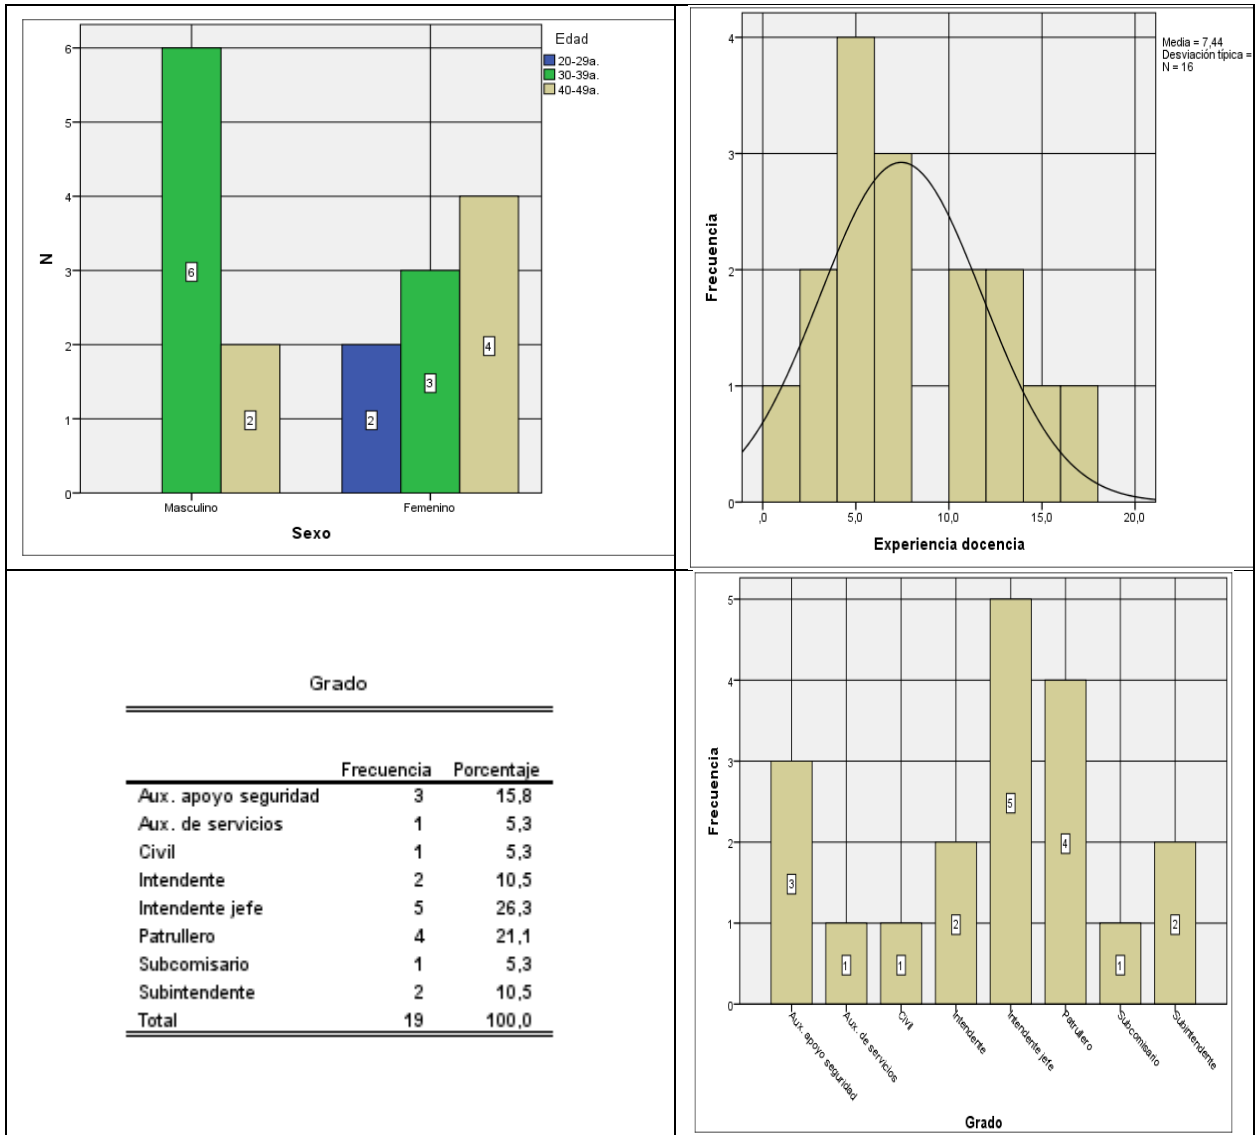 Edad
20-29a.
30-39a.
40-49a.
N
6
5
4
3
2
1
0
6
2
2
3
4
Masculino
Femenino
Sexo
Media = 7,44
Desviación típica =
N = 16
Frecuencia
4
3
2
1
0
,0
5,0
10,0
15,0
20,0
Experiencia docencia
Grado
Frecuencia Porcentaje
Aux. apoyo seguridad 3 15,8
Aux. de servicios 1 5,3
Civil 1 5,3
Intendente 2 10,5
Intendente jefe 5 26,3
Patrullero 4 21,1
Subcomisario 1 5,3
Subintendente 2 10,5
Total 19 100,0
Frecuencia
5
4
3
2
1
0
3
1
1
2
5
4
1
2
Aux. apoyo seguridad
Aux. de servicios
Civil
Intendente
Intendente jefe
Patrullero
Subcomisario
Subintendente
Grado